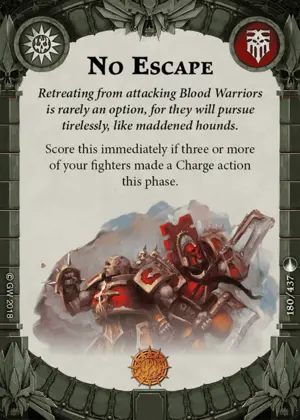 No Escape
Retreating from attacking Blood Warriors
is rarely an option, for they will pursue
tirelessly, like maddened hounds.
Score this immediately if three or more
of your fighters made a Charge action
this phase.
© GW 2018
180/437